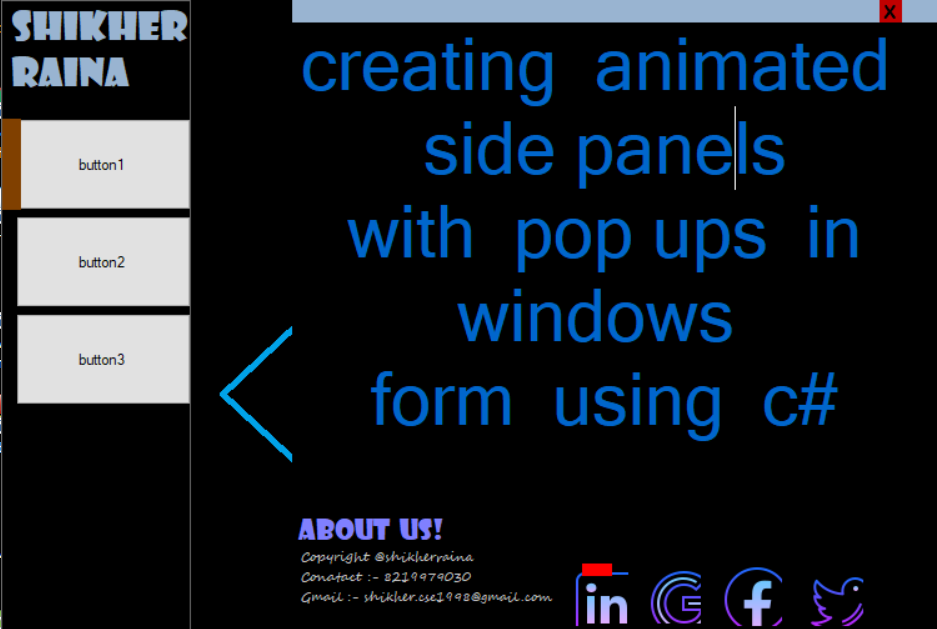 SHIKHER
RAINA
X
button1
button2
button3
creating animated
side panels
with pop ups in
windows
form using c#
ABOUT US!
Copyright @shikherraina
Conatact :- 8219979030
Gmail :- shikher.cse1998@gmail.com
in G f